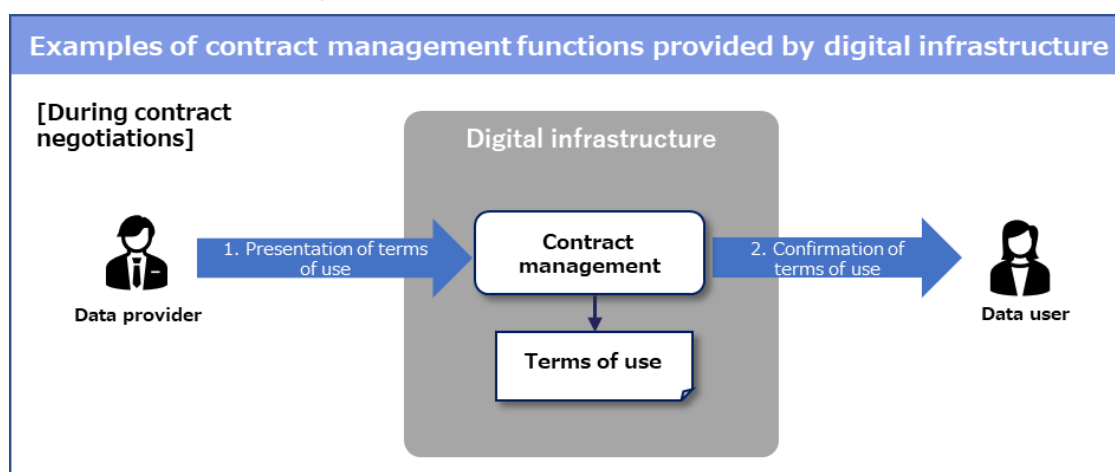 Examples of contract management functions provided by digital infrastructure
[During contract
negotiations]
Digital infrastructure
1. Presentation of terms
of use
Contract
management
2. Confirmation of
terms of use
Data provider
Data user
Terms of use